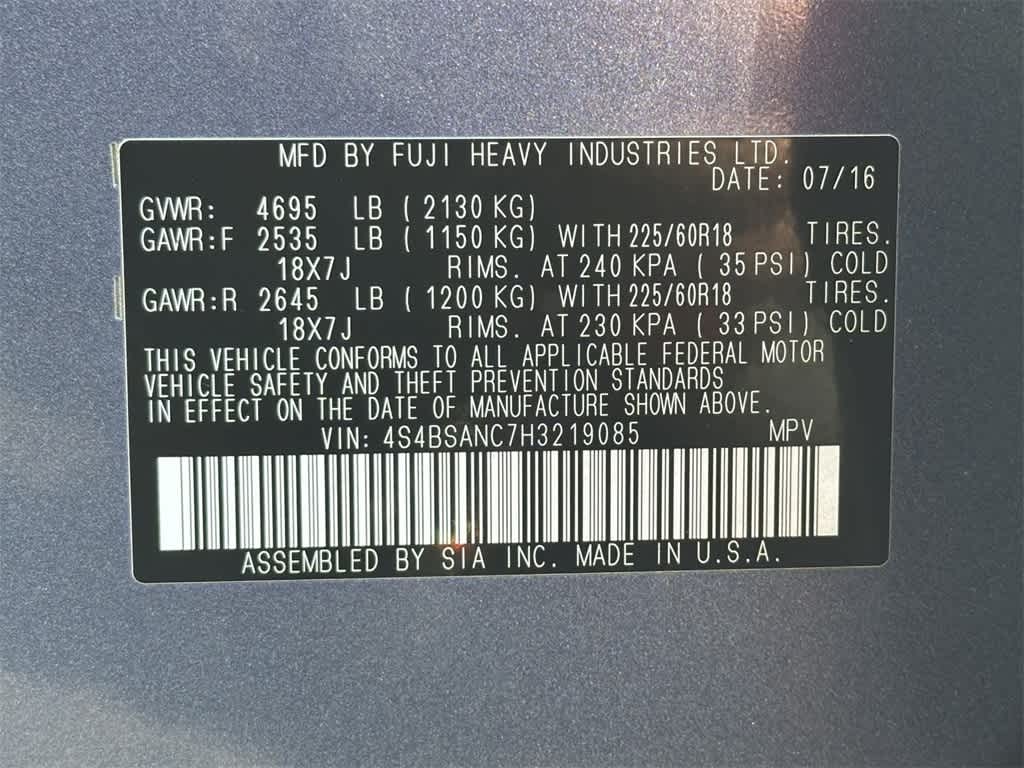 MFD BY FUJI HEAVY INDUSTRIES LTD.
DATE: 07/16
GVWR: 4695 LB (2130 KG)
GAWR:F 2535 LB (1150 KG) WITH 225/60R18 TIRES.
18X7J RIMS. AT 240 KPA (35 PSI) COLD
GAWR:R 2645 LB (1200 KG) WITH 225/60R18 TIRES.
18X7J RIMS. AT 230 KPA (33 PSI) COLD
THIS VEHICLE CONFORMS TO ALL APPLICABLE FEDERAL MOTOR
VEHICLE SAFETY AND THEFT PREVENTION STANDARDS
IN EFFECT ON THE DATE OF MANUFACTURE SHOWN ABOVE.
VIN: 4S4BSANC7H3219085 MPV
ASSEMBLED BY SIA INC. MADE IN U.S.A.